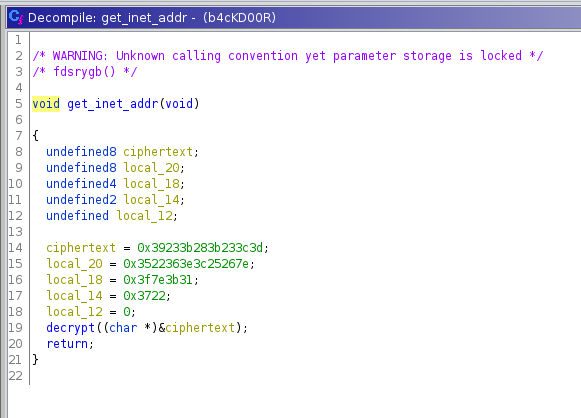 Decompile: get_inet_addr - (b4cKD00R)
1
2 /* WARNING: Unknown calling convention yet parameter storage is locked */
3 /* fdsrygb() */
4
5 void get_inet_addr(void)
6
7 {
8 undefined8 ciphertext;
9 undefined8 local_20;
10 undefined4 local_18;
11 undefined2 local_14;
12 undefined local_12;
13
14 ciphertext = 0x39233b283b233c3d;
15 local_20 = 0x3522363e3c25267e;
16 local_18 = 0x3f7e3b31;
17 local_14 = 0x3722;
18 local_12 = 0;
19 decrypt((char *)&ciphertext);
20 return;
21 }
22